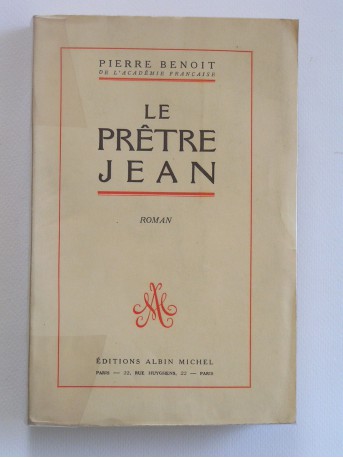 PIERRE BENOIT
DE L'ACADÉMIE FRANÇAISE
LE
PRÊTRE
JEAN
ROMAN
AM
ÉDITIONS ALBIN MICHEL
PARIS — 22, RUE HUYGHENS, 22 — PARIS